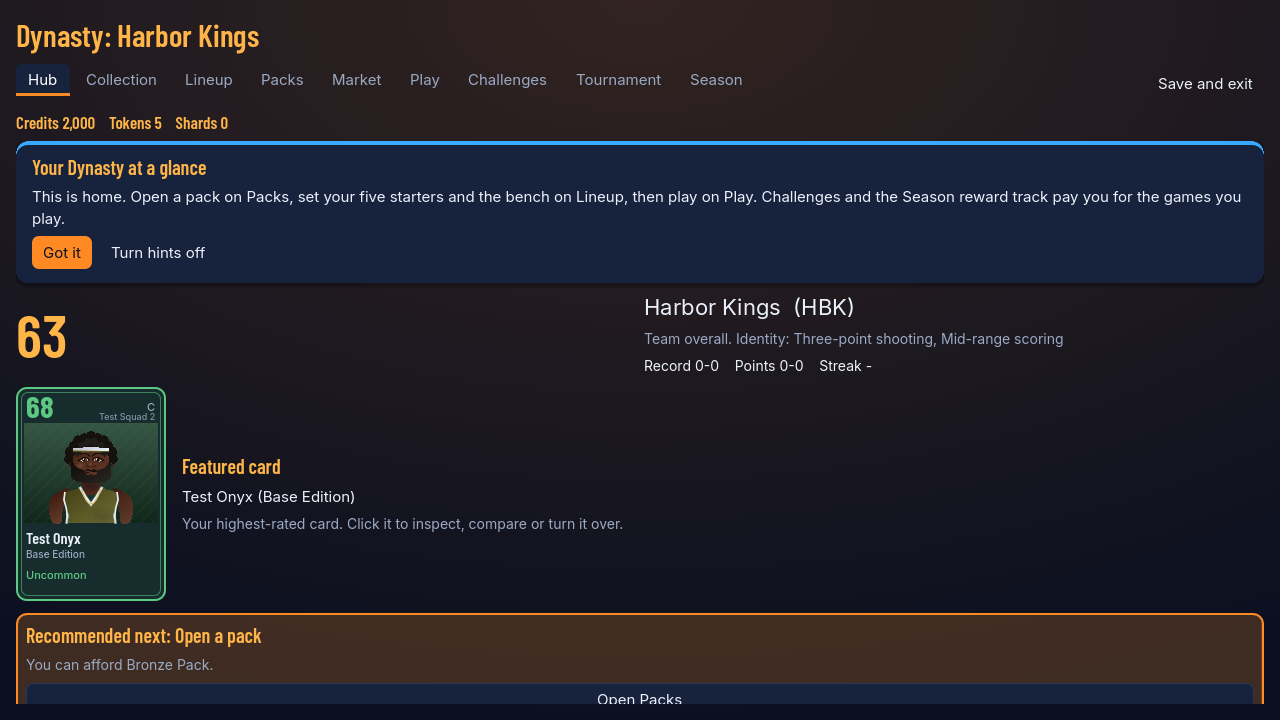 Dynasty: Harbor Kings
Hub Collection Lineup Packs Market Play Challenges Tournament Season Save and exit
Credits 2,000 Tokens 5 Shards 0
Your Dynasty at a glance
This is home. Open a pack on Packs, set your five starters and the bench on Lineup, then play on Play. Challenges and the Season reward track pay you for the games you
play.
Got it Turn hints off
63
Harbor Kings (HBK)
Team overall. Identity: Three-point shooting, Mid-range scoring
Record 0-0 Points 0-0 Streak -
68
C
Test Squad 2
Test Onyx
Base Edition
Uncommon
Featured card
Test Onyx (Base Edition)
Your highest-rated card. Click it to inspect, compare or turn it over.
Recommended next: Open a pack
You can afford Bronze Pack.
Open Packs